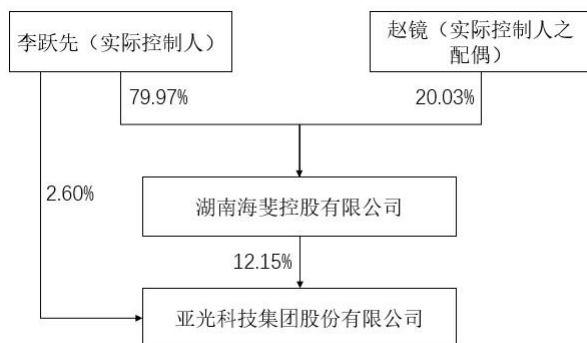 李跃先（实际控制人）
赵镜（实际控制人之
配偶）
79.97%
20.03%
2.60%
湖南海斐控股有限公司
12.15%
亚光科技集团股份有限公司